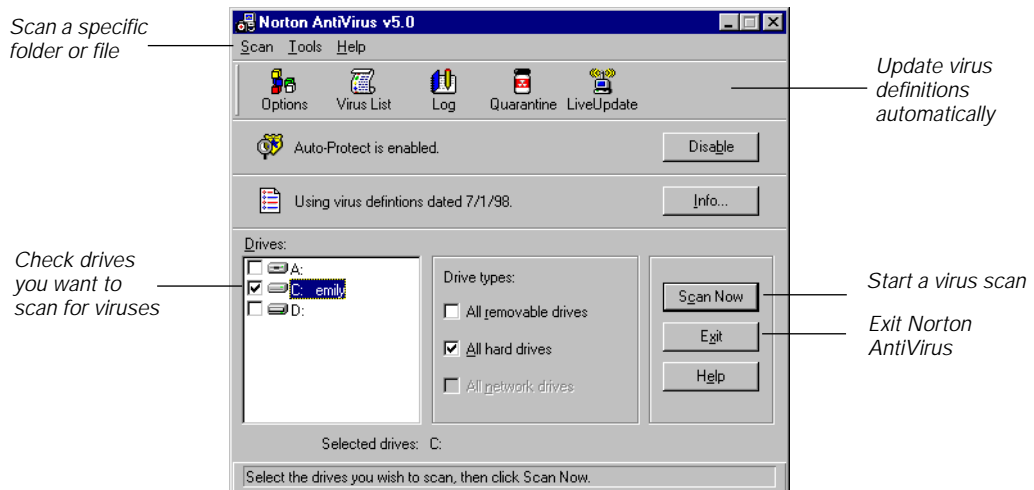 Scan a specific
folder or file
Norton AntiVirus v5.0
Scan Tools Help
Options Virus List Log Quarantine LiveUpdate
Update virus
definitions
automatically
Auto-Protect is enabled.
Disable
Using virus defintions dated 7/1/98.
Info...
Check drives
you want to
scan for viruses
Drives:
A:
C: emily
D:
Drive types:
All removable drives
All hard drives
All network drives
Scan Now
Exit
Help
Start a virus scan
Exit Norton
AntiVirus
Selected drives: C:
Select the drives you wish to scan, then click Scan Now.